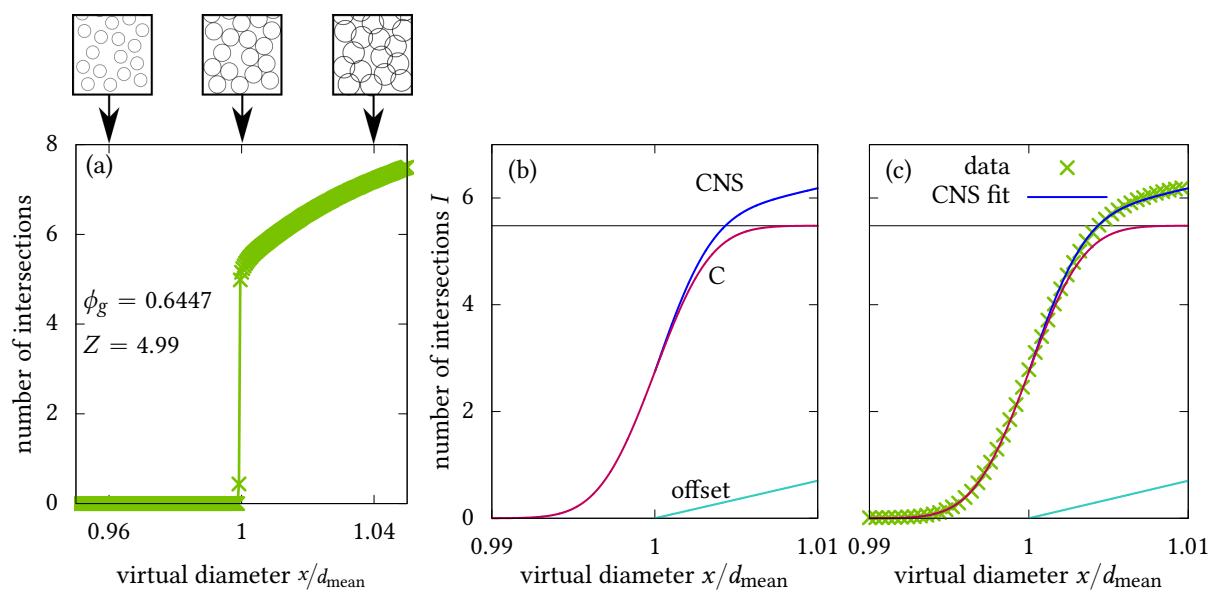 (a)
number of intersections
8
6
4
2
0
ϕg = 0.6447
Z = 4.99
0.96
1
1.04
virtual diameter x/dmean
(b)
number of intersections I
6
4
2
0
CNS
C
offset
0.99
1
1.01
virtual diameter x/dmean
(c)
data
CNS fit
0.99
1
1.01
virtual diameter x/dmean